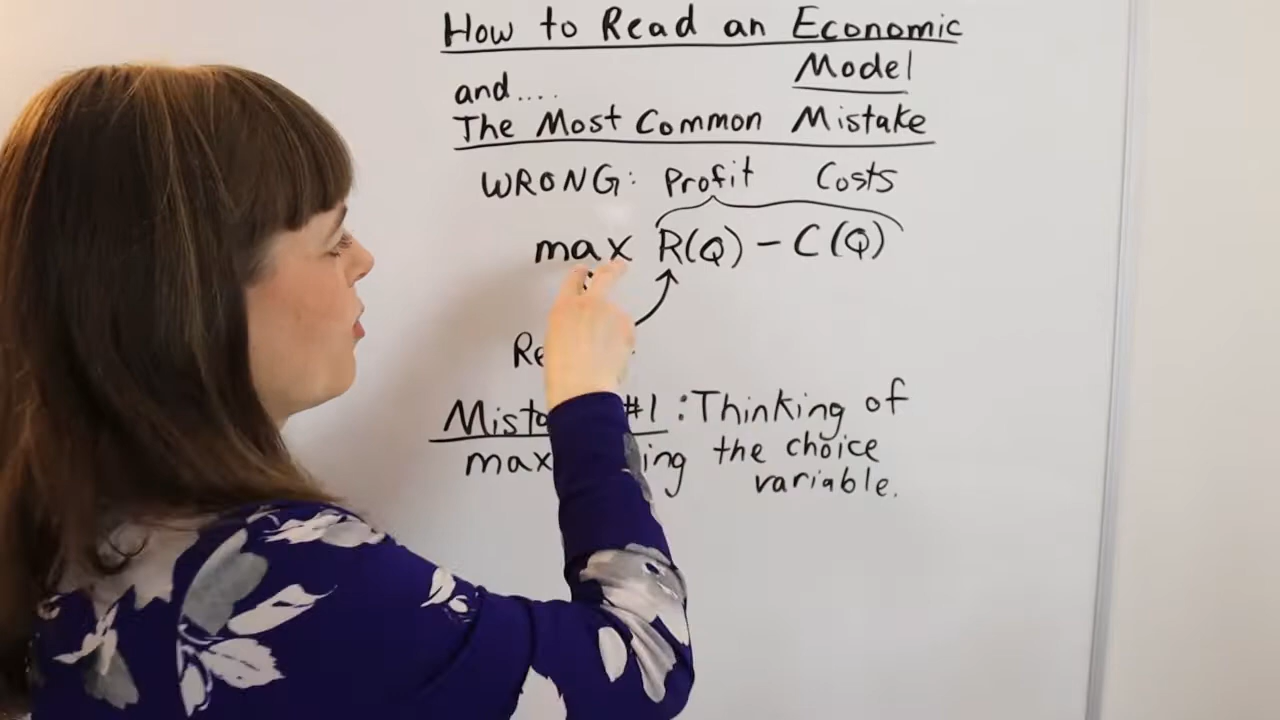 How to Read an Economic
Model
and....
The Most Common Mistake
WRONG: Profit Costs
max R(Q) - C(Q)
#1: Thinking of
the choice
variable.